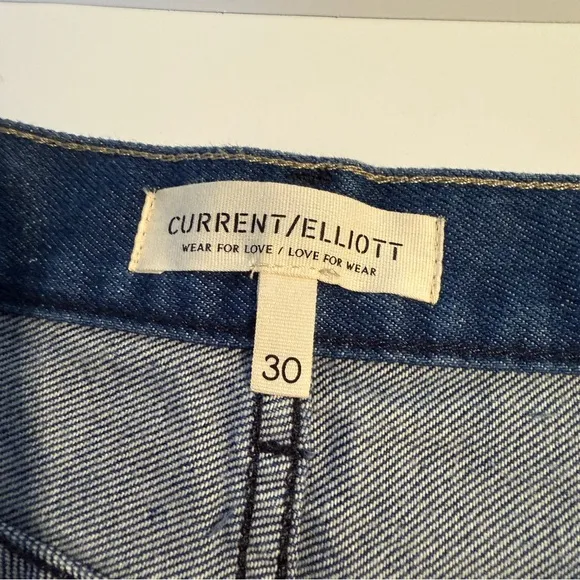 CURRENT/ELLIOTT
WEAR FOR LOVE / LOVE FOR WEAR
30